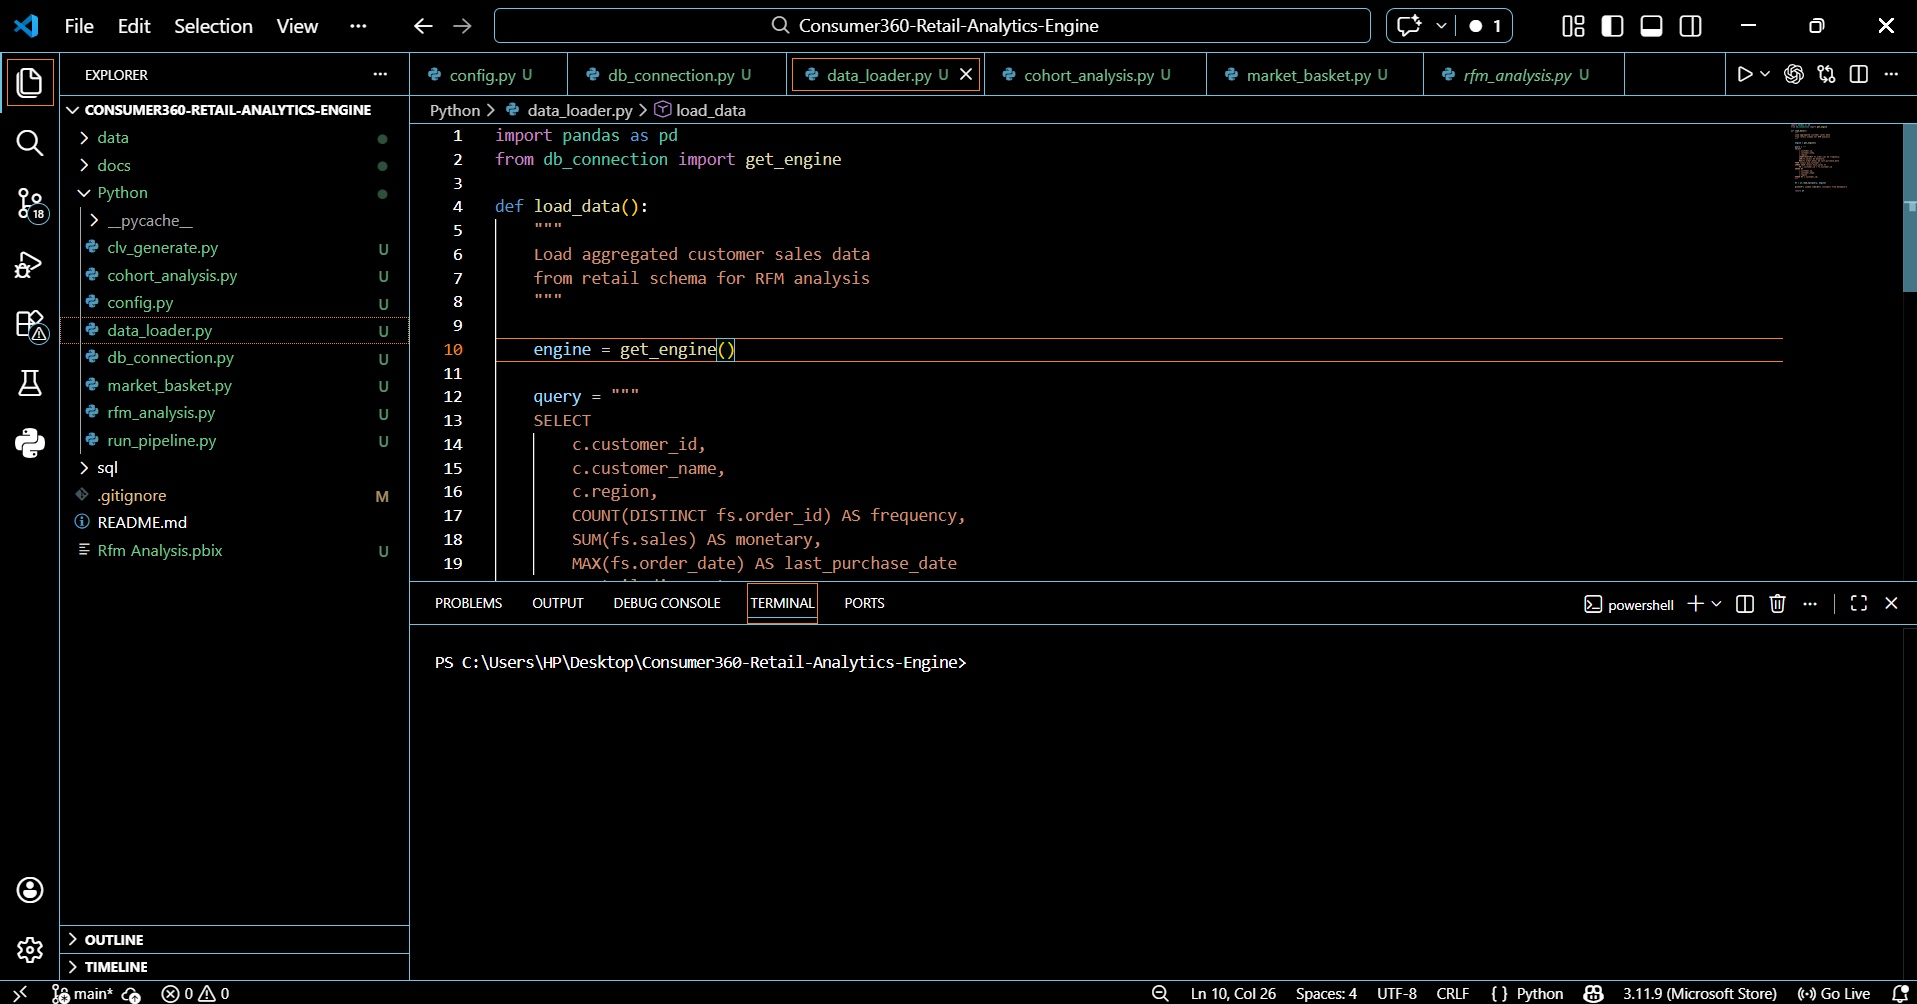 File Edit Selection View ··· Consumer360-Retail-Analytics-Engine 1
EXPLORER ···
CONSUMER360-RETAIL-ANALYTICS-ENGINE
data
docs
Python
__pycache__
clv_generate.py U
cohort_analysis.py U
config.py U
data_loader.py U
db_connection.py U
market_basket.py U
rfm_analysis.py U
run_pipeline.py U
sql
.gitignore M
README.md
Rfm Analysis.pbix U
OUTLINE
TIMELINE
18
config.py U db_connection.py U data_loader.py U cohort_analysis.py U market_basket.py U rfm_analysis.py U
Python > data_loader.py > load_data
1 import pandas as pd
2 from db_connection import get_engine
3
4 def load_data():
5 """
6 Load aggregated customer sales data
7 from retail schema for RFM analysis
8 """
9
10 engine = get_engine()
11
12 query = """
13 SELECT
14 c.customer_id,
15 c.customer_name,
16 c.region,
17 COUNT(DISTINCT fs.order_id) AS frequency,
18 SUM(fs.sales) AS monetary,
19 MAX(fs.order_date) AS last_purchase_date
PROBLEMS OUTPUT DEBUG CONSOLE TERMINAL PORTS powershell
PS C:\Users\HP\Desktop\Consumer360-Retail-Analytics-Engine>
main* 0 0 Ln 10, Col 26 Spaces: 4 UTF-8 CRLF {} Python 3.11.9 (Microsoft Store) Go Live